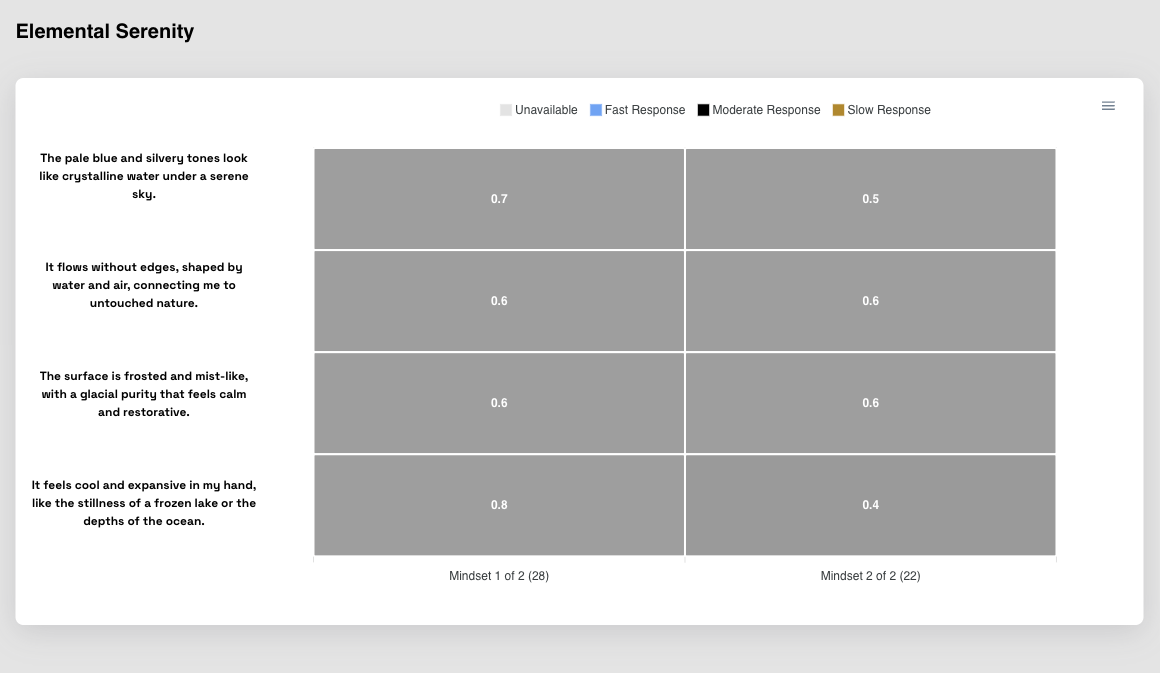 Elemental Serenity
Unavailable Fast Response Moderate Response Slow Response
The pale blue and silvery tones look
like crystalline water under a serene
sky.
0.7 0.5
It flows without edges, shaped by
water and air, connecting me to
untouched nature.
0.6 0.6
The surface is frosted and mist-like,
with a glacial purity that feels calm
and restorative.
0.6 0.6
It feels cool and expansive in my hand,
like the stillness of a frozen lake or the
depths of the ocean.
0.8 0.4
Mindset 1 of 2 (28) Mindset 2 of 2 (22)